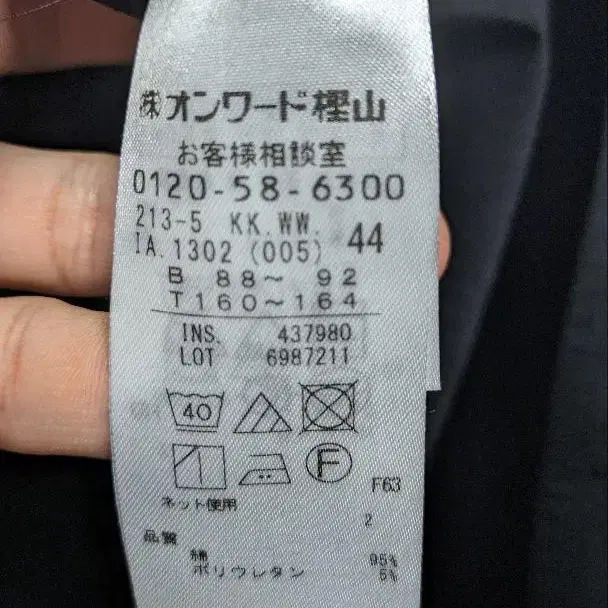 ㈱オンワード樫山
お客様相談室
0120-58-6300
213-5 KK.WW.
IA.1302 (005) 44
B 88～ 92
T160～164
INS. 437980
LOT 6987211
40
F
F63
ネット使用
2
品質
綿 95%
ポリウレタン 5%